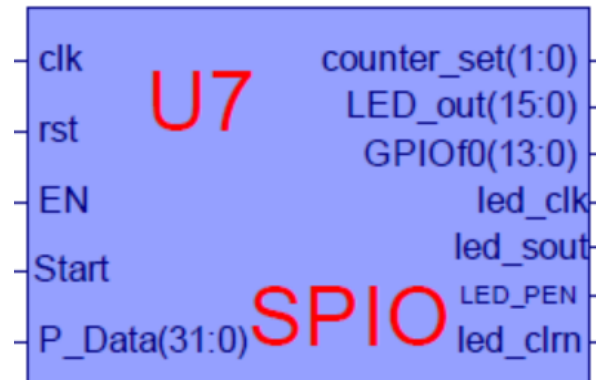 clk
rst
EN
Start
P_Data(31:0)
U7
SPIO
counter_set(1:0)
LED_out(15:0)
GPIOf0(13:0)
led_clk
led_sout
LED_PEN
led_clrn